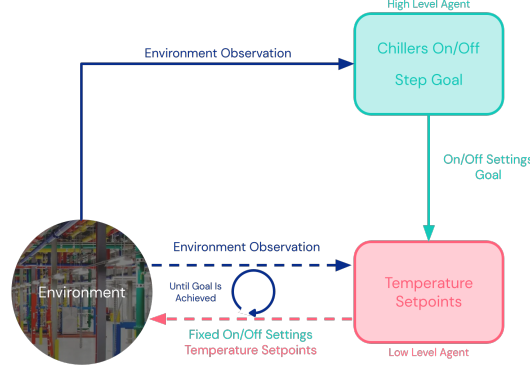 High Level Agent
Chillers On/Off
Step Goal
Environment Observation
On/Off Settings
Goal
Environment Observation
Until Goal Is
Achieved
Environment
Temperature
Setpoints
Fixed On/Off Settings
Temperature Setpoints
Low Level Agent